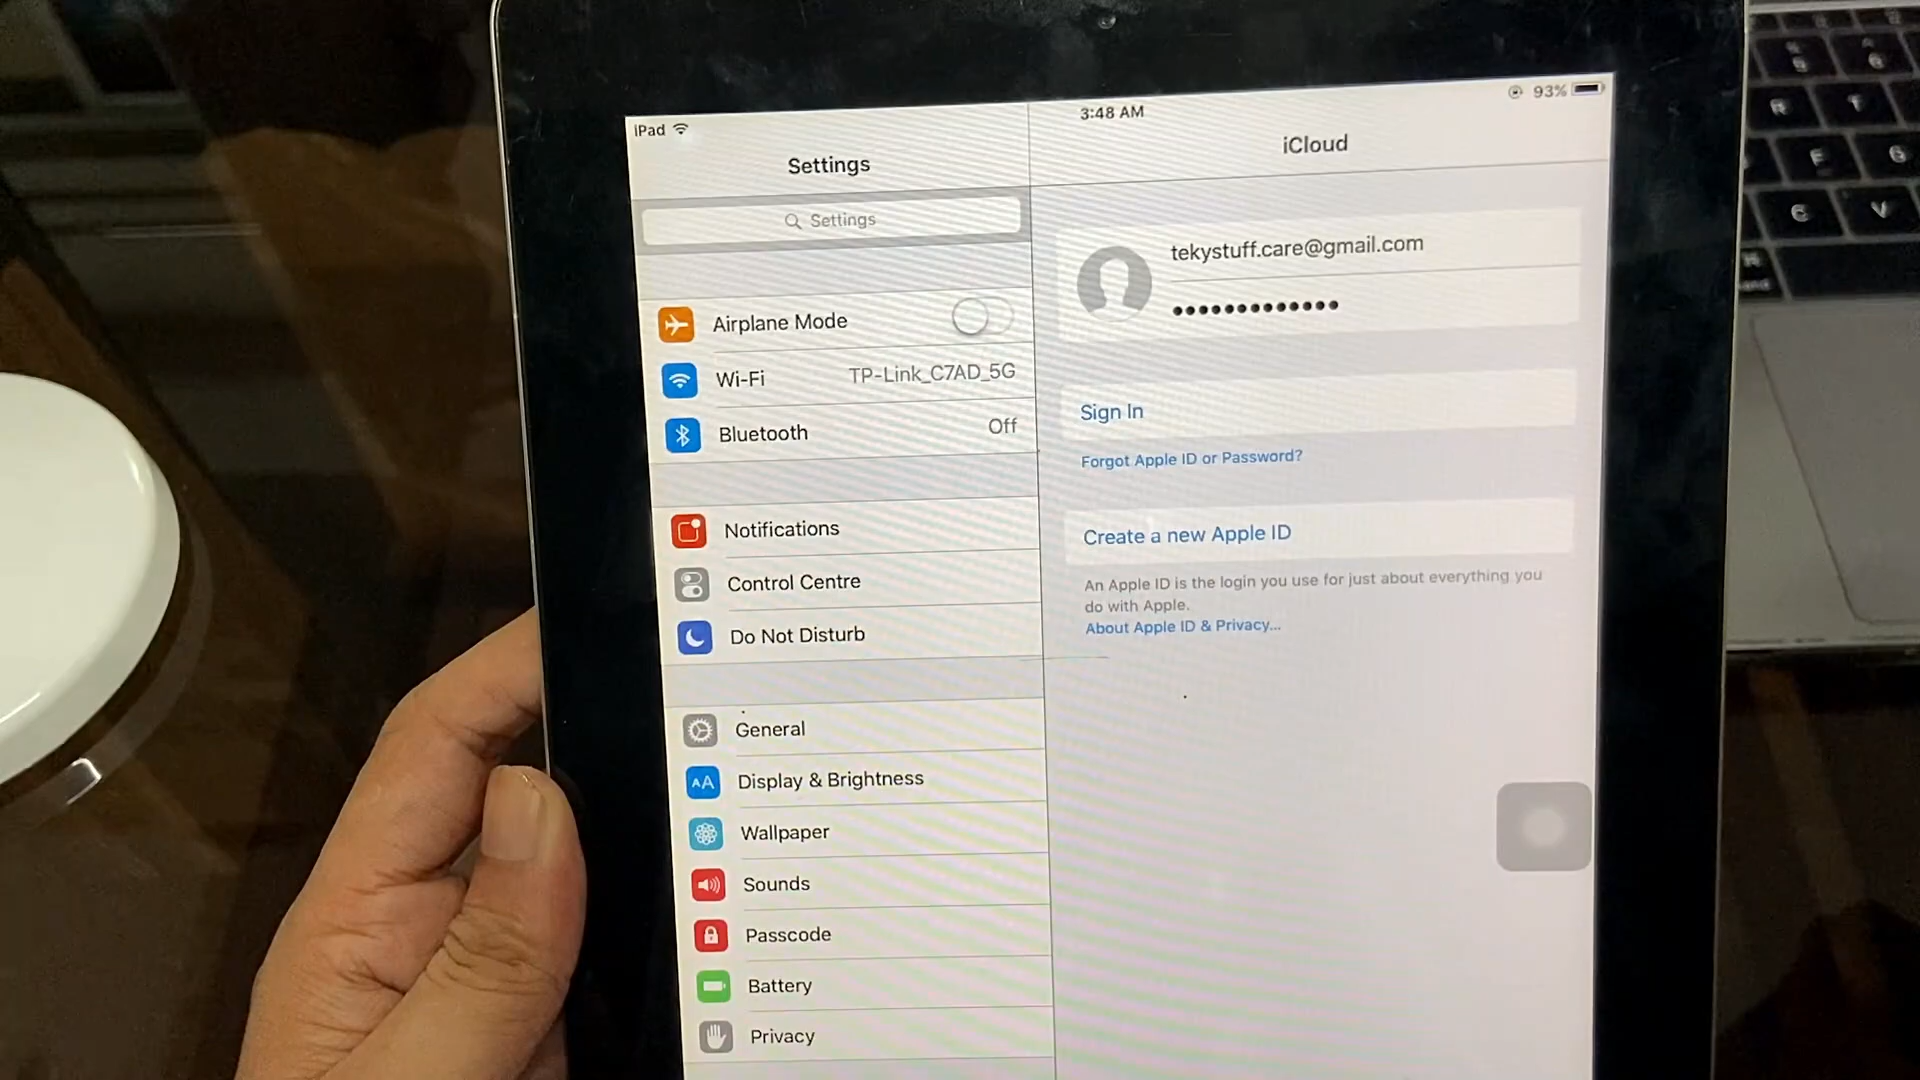 iPad
3:48 AM
93%
Settings
iCloud
Settings
tekystuff.care@gmail.com
•••••••••••••
Airplane Mode
Wi-Fi TP-Link_C7AD_5G
Bluetooth Off
Sign In
Forgot Apple ID or Password?
Notifications
Control Centre
Do Not Disturb
Create a new Apple ID
An Apple ID is the login you use for just about everything you
do with Apple.
About Apple ID & Privacy...
General
AA Display & Brightness
Wallpaper
Sounds
Passcode
Battery
Privacy
R
T
F
G
C
V